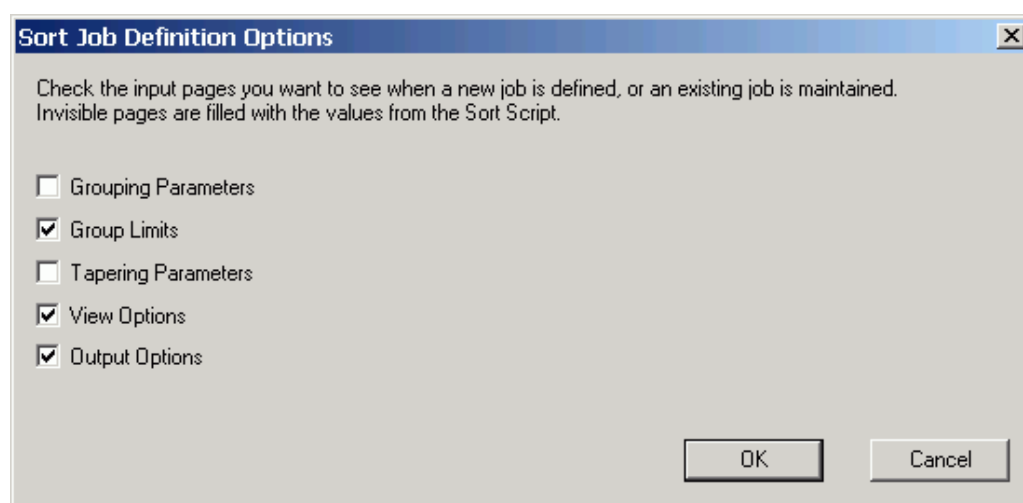 Sort Job Definition Options
Check the input pages you want to see when a new job is defined, or an existing job is maintained.
Invisible pages are filled with the values from the Sort Script.
Grouping Parameters
Group Limits
Tapering Parameters
View Options
Output Options
OK Cancel